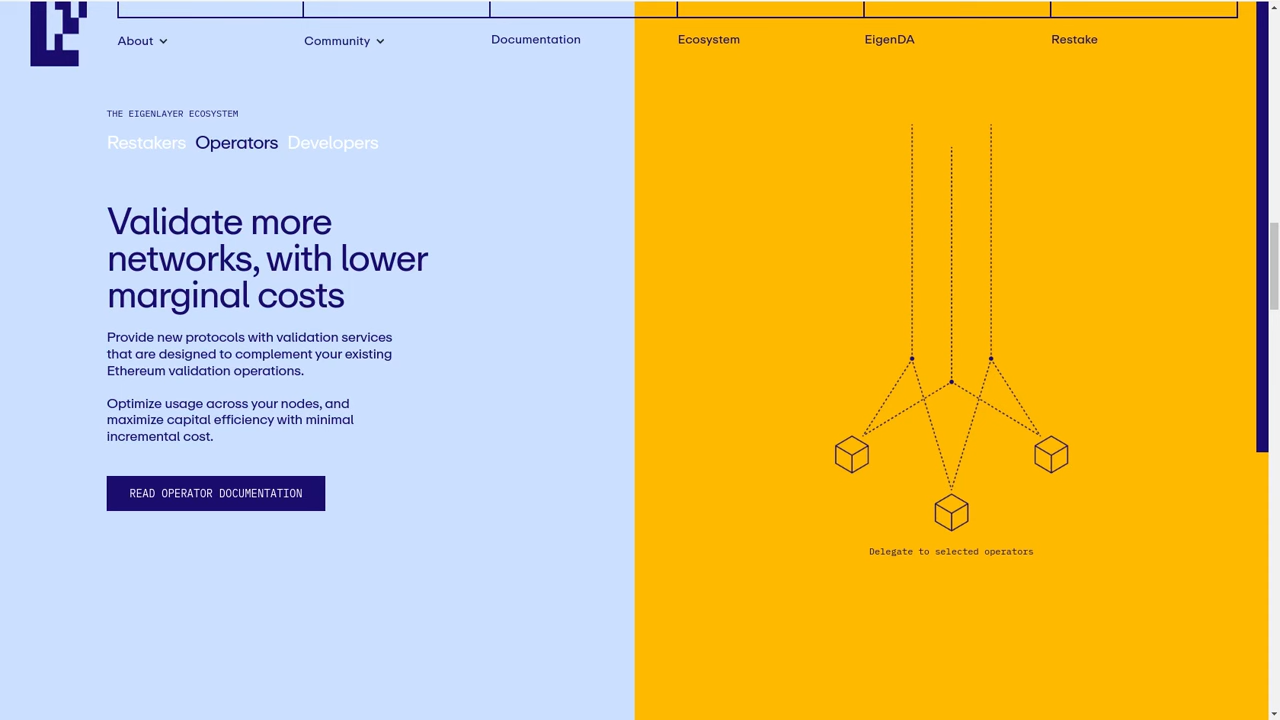 About
Community
Documentation
Ecosystem
EigenDA
Restake
THE EIGENLAYER ECOSYSTEM
Restakers Operators Developers
Validate more
networks, with lower
marginal costs
Provide new protocols with validation services
that are designed to complement your existing
Ethereum validation operations.
Optimize usage across your nodes, and
maximize capital efficiency with minimal
incremental cost.
READ OPERATOR DOCUMENTATION
Delegate to selected operators